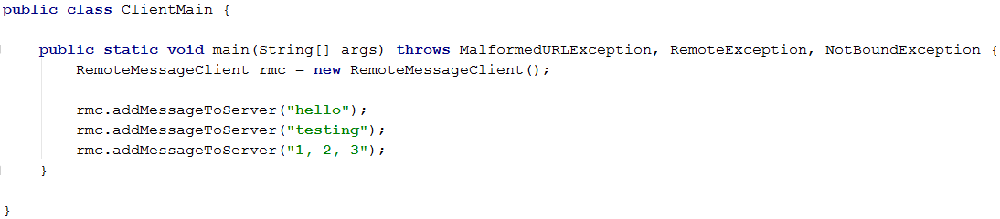 public class ClientMain {
public static void main(String[] args) throws MalformedURLException, RemoteException, NotBoundException {
RemoteMessageClient rmc = new RemoteMessageClient();
rmc.addMessageToServer("hello");
rmc.addMessageToServer("testing");
rmc.addMessageToServer("1, 2, 3");
}
}